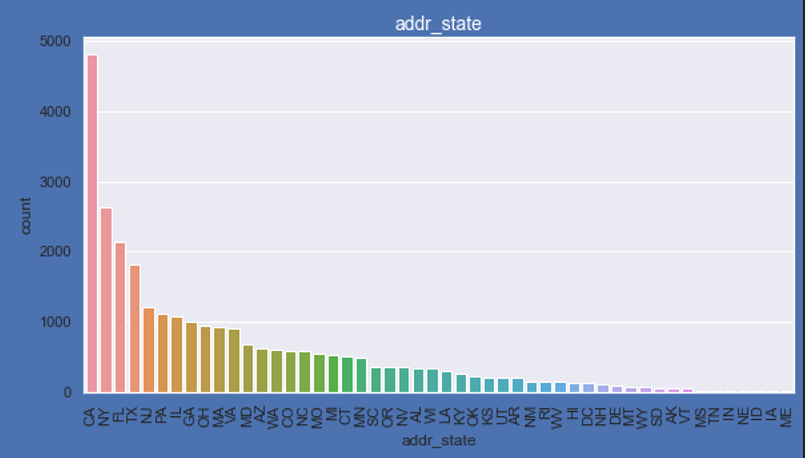 addr_state
5000
4000
3000
2000
1000
0
count
CA NY FL TX NJ PA IL GA OH MA VA MD AZ WA CO NC MO MI CT MN SC OR NV AL WI LA KY OK KS UT AR NM RI WV HI DC NH DE MT WY SD AK VT MS TN IN NE ID IA ME
addr_state